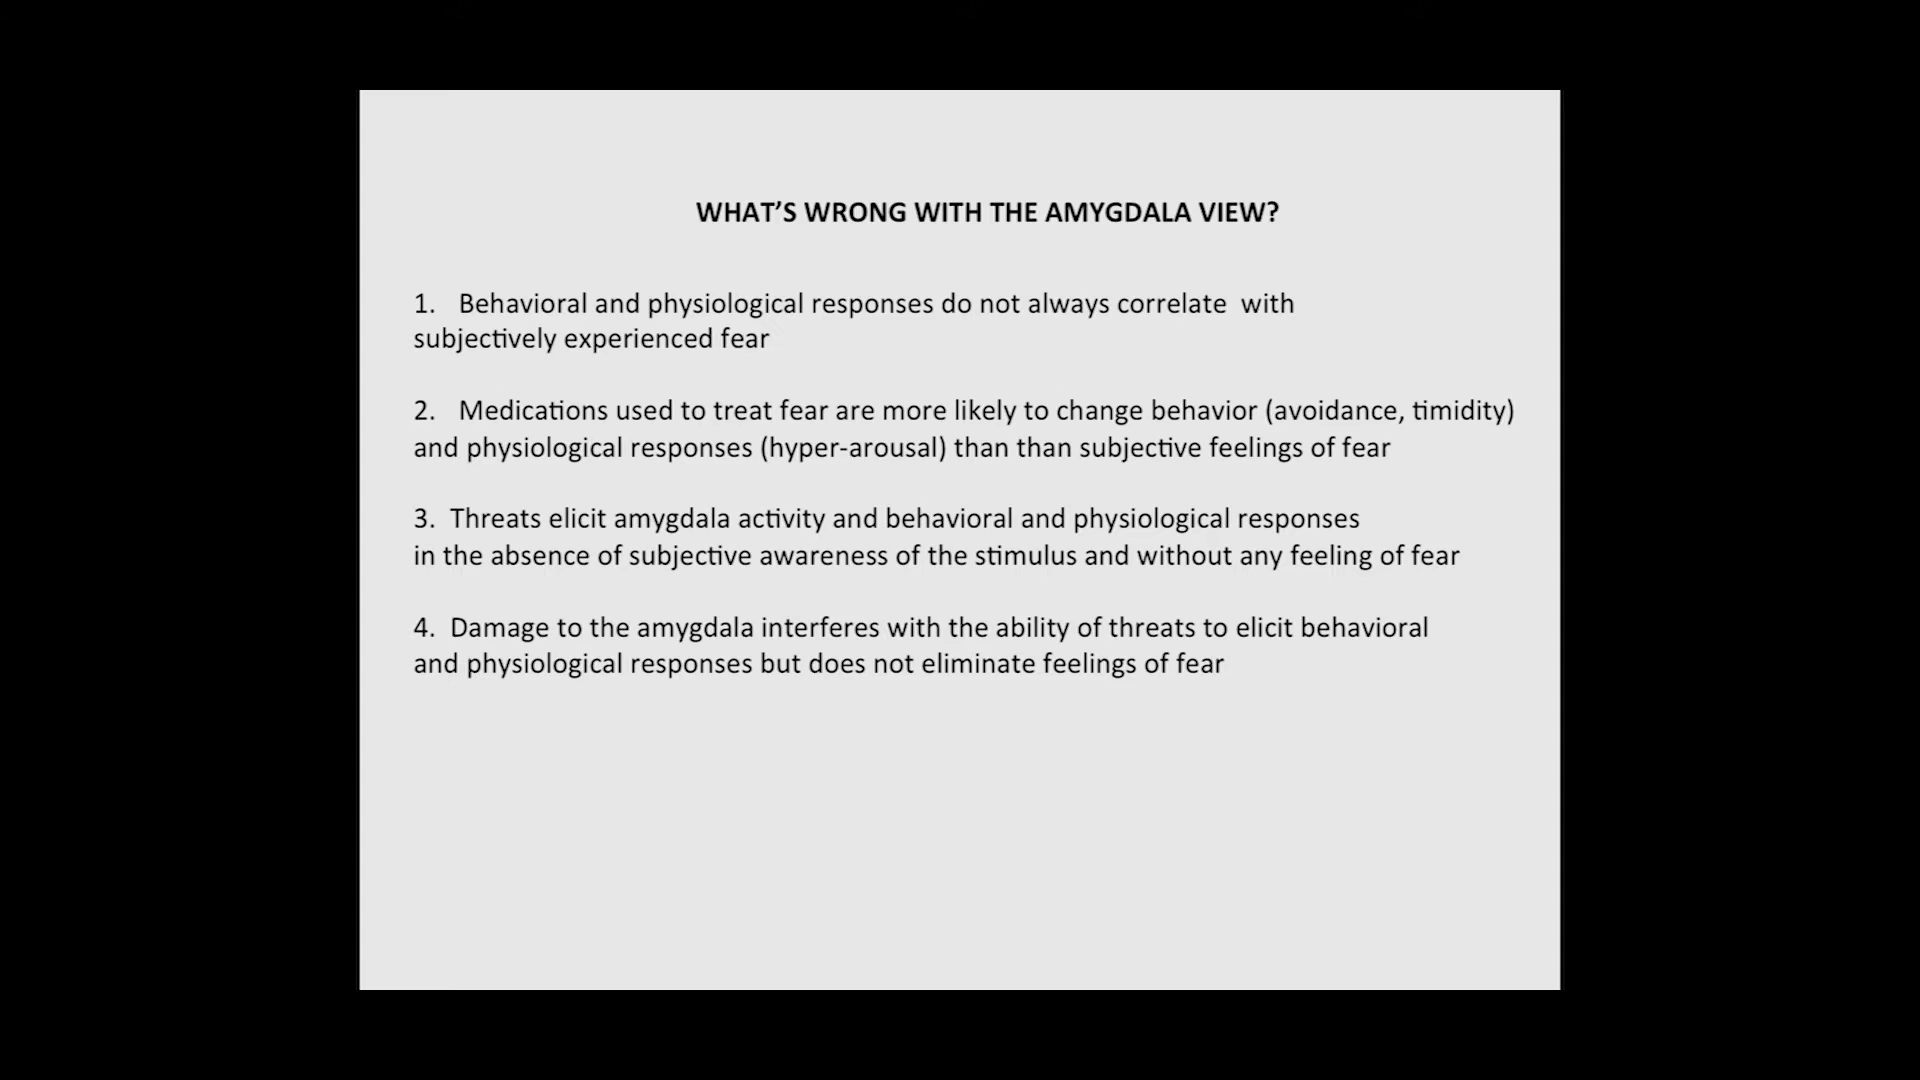 WHAT’S WRONG WITH THE AMYGDALA VIEW?
1. Behavioral and physiological responses do not always correlate with
subjectively experienced fear
2. Medications used to treat fear are more likely to change behavior (avoidance, timidity)
and physiological responses (hyper-arousal) than than subjective feelings of fear
3. Threats elicit amygdala activity and behavioral and physiological responses
in the absence of subjective awareness of the stimulus and without any feeling of fear
4. Damage to the amygdala interferes with the ability of threats to elicit behavioral
and physiological responses but does not eliminate feelings of fear